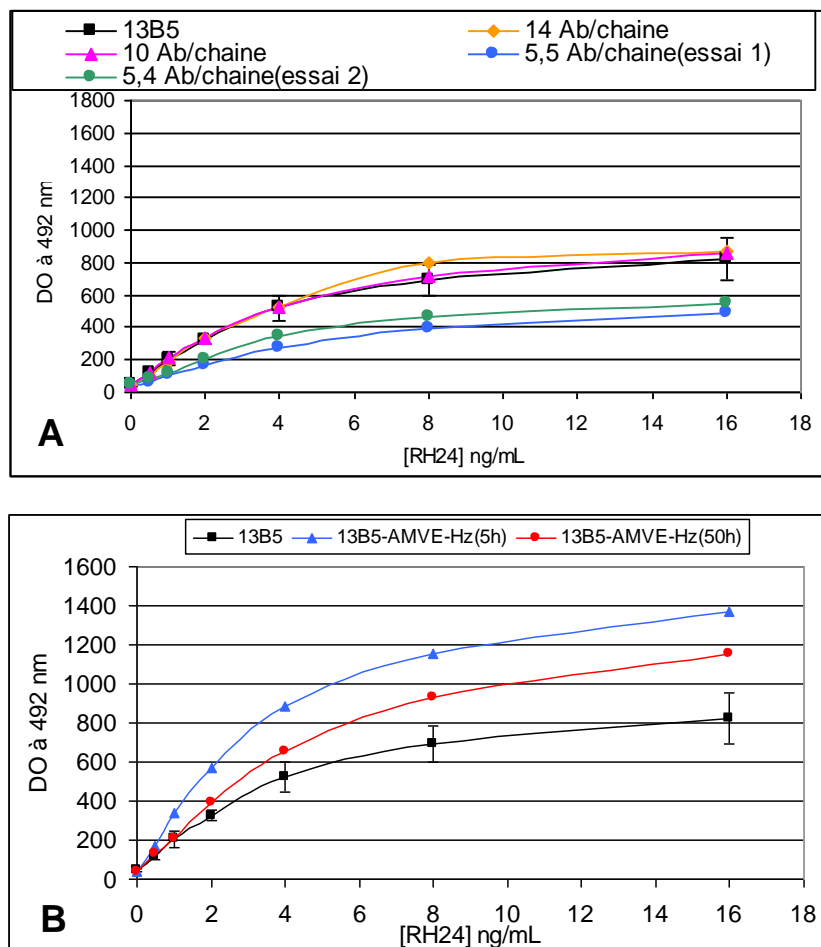 13B5
14 Ab/chaine
10 Ab/chaine
5,5 Ab/chaine(essai 1)
5,4 Ab/chaine(essai 2)
1800
1600
1400
1200
1000
800
600
400
200
0
DO à 492 nm
0 2 4 6 8 10 12 14 16 18
[RH24] ng/mL
A
13B5
13B5-AMVE-Hz(5h)
13B5-AMVE-Hz(50h)
1600
1400
1200
1000
800
600
400
200
0
DO à 492 nm
0 2 4 6 8 10 12 14 16 18
[RH24] ng/mL
B